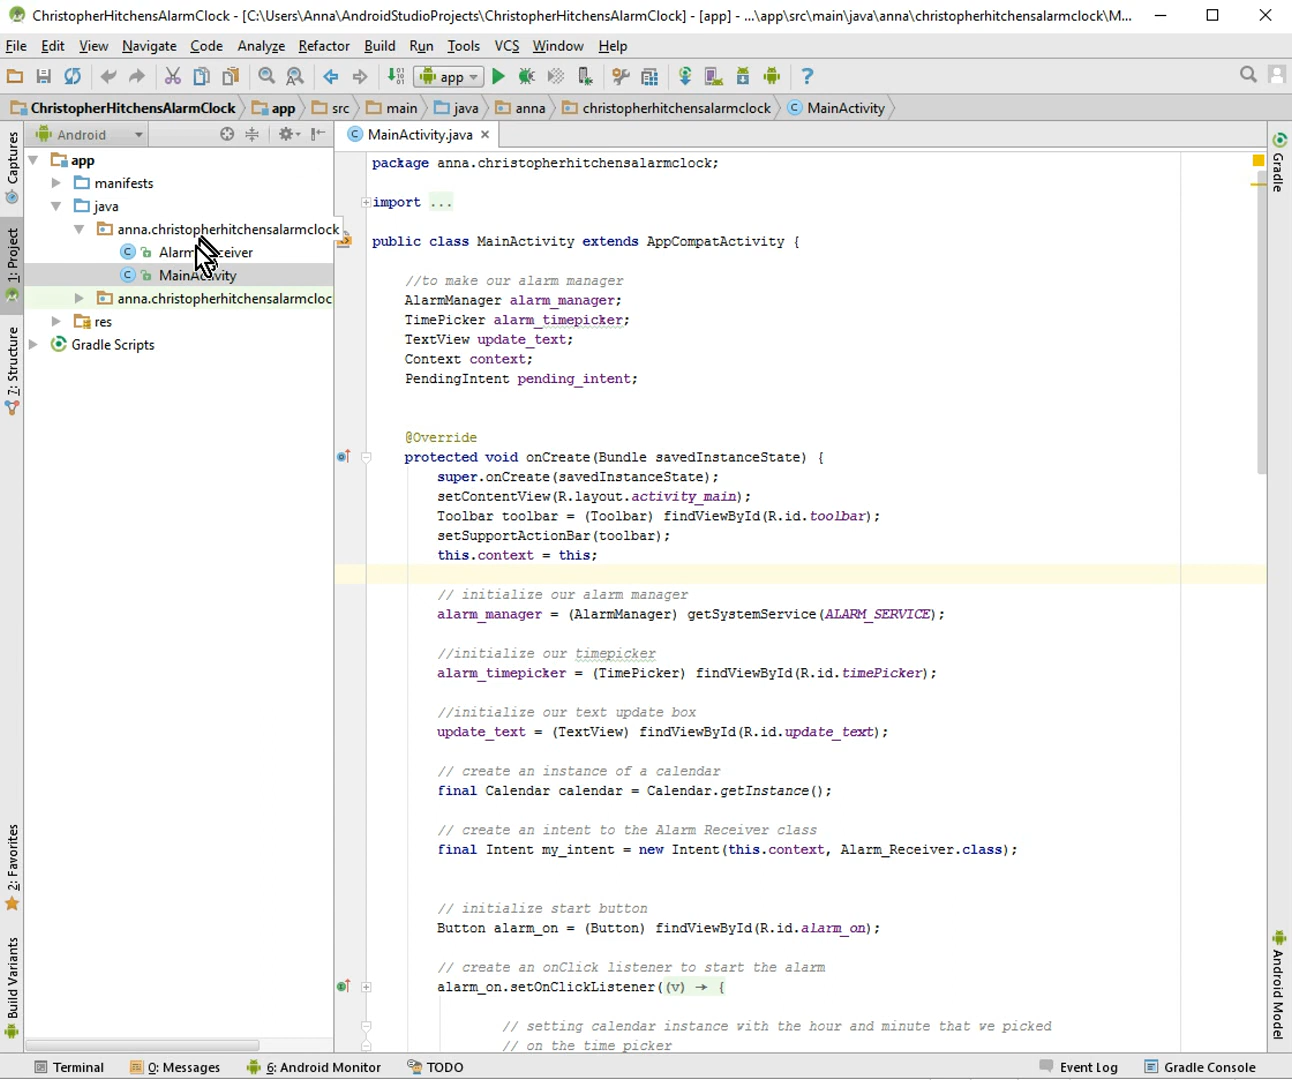 ChristopherHitchensAlarmClock - [C:\Users\Anna\AndroidStudioProjects\ChristopherHitchensAlarmClock] - [app] - ...\app\src\main\java\anna\christopherhitchensalarmclock\M...
File Edit View Navigate Code Analyze Refactor Build Run Tools VCS Window Help
app
ChristopherHitchensAlarmClock app src main java anna christopherhitchensalarmclock MainActivity
Android
MainActivity.java
Captures
1: Project
7: Structure
2: Favorites
Build Variants
app
manifests
java
anna.christopherhitchensalarmclock
MainActivity
anna.christopherhitchensalarmcloc
res
Gradle Scripts
package anna.christopherhitchensalarmclock;
import ...
public class MainActivity extends AppCompatActivity {
//to make our alarm manager
AlarmManager alarm_manager;
TimePicker alarm_timepicker;
TextView update_text;
Context context;
PendingIntent pending_intent;
@Override
protected void onCreate(Bundle savedInstanceState) {
super.onCreate(savedInstanceState);
setContentView(R.layout.activity_main);
Toolbar toolbar = (Toolbar) findViewById(R.id.toolbar);
setSupportActionBar(toolbar);
this.context = this;
// initialize our alarm manager
alarm_manager = (AlarmManager) getSystemService(ALARM_SERVICE);
//initialize our timepicker
alarm_timepicker = (TimePicker) findViewById(R.id.timePicker);
//initialize our text update box
update_text = (TextView) findViewById(R.id.update_text);
// create an instance of a calendar
final Calendar calendar = Calendar.getInstance();
// create an intent to the Alarm Receiver class
final Intent my_intent = new Intent(this.context, Alarm_Receiver.class);
// initialize start button
Button alarm_on = (Button) findViewById(R.id.alarm_on);
// create an onClick listener to start the alarm
alarm_on.setOnClickListener((v) → {
// setting calendar instance with the hour and minute that we picked
// on the time picker
Gradle
Android Model
Terminal 0: Messages 6: Android Monitor TODO Event Log Gradle Console